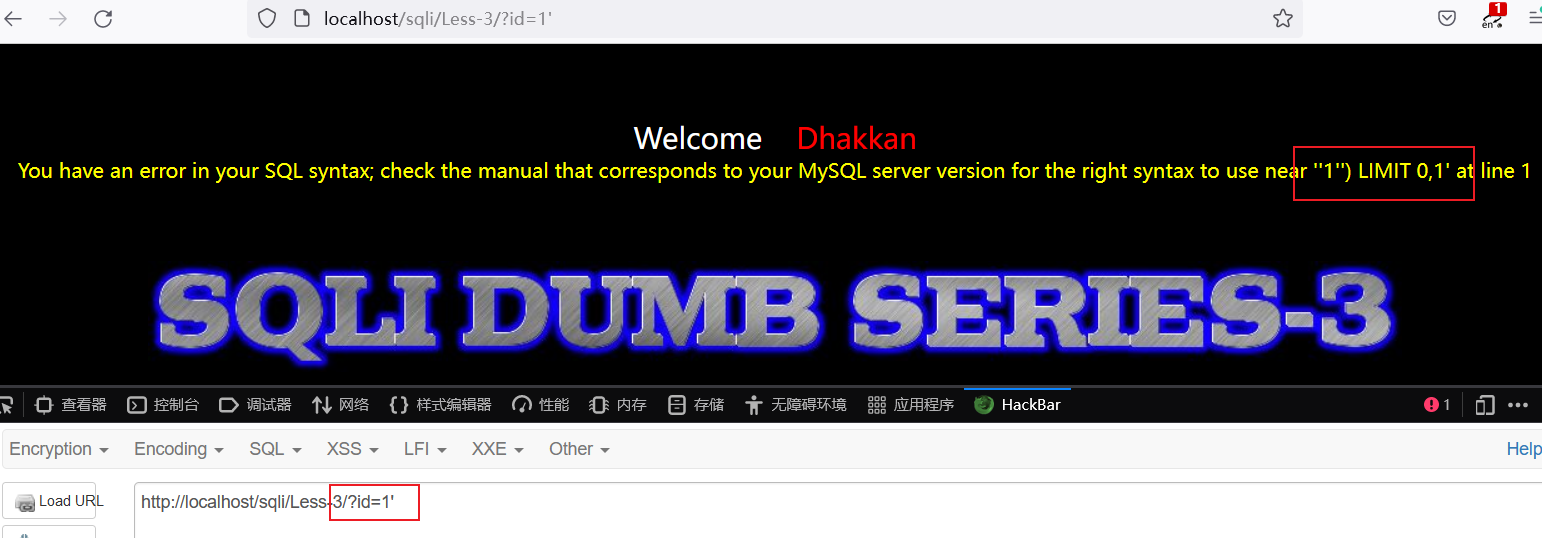 localhost/sqli/Less-3/?id=1'
1
en
Welcome Dhakkan
You have an error in your SQL syntax; check the manual that corresponds to your MySQL server version for the right syntax to use near ''1'') LIMIT 0,1' at line 1
SQLI DUMB SERIES-3
查看器 控制台 调试器 网络 样式编辑器 性能 内存 存储 无障碍环境 应用程序 HackBar 1
Encryption Encoding SQL XSS LFI XXE Other Help
Load URL http://localhost/sqli/Less-3/?id=1'